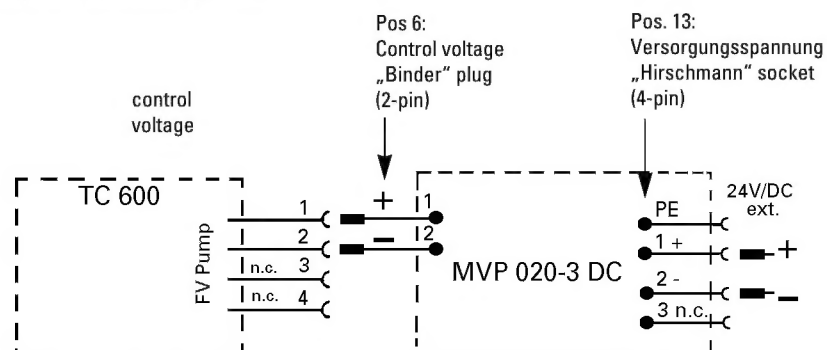 Pos 6:
Control voltage
„Binder“ plug
(2-pin)
Pos. 13:
Versorgungsspannung
„Hirschmann“ socket
(4-pin)
control
voltage
TC 600
FV Pump
1
2
n.c. 3
n.c. 4
+
−
1
2
MVP 020-3 DC
PE
1 +
2 -
3 n.c.
24V/DC
ext.
+
−